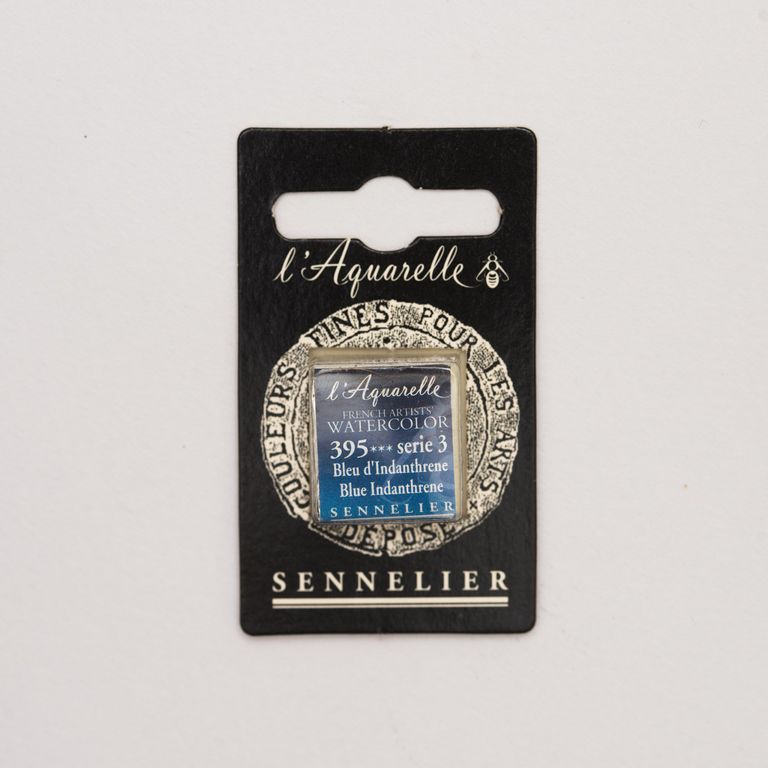 l'Aquarelle
COULEURS FINES POUR LES ARTS
l'Aquarelle
FRENCH ARTISTS'
WATERCOLOR
395*** serie 3
Bleu d'Indanthrene
Blue Indanthrene
SENNELIER
DÉPOSÉ
SENNELIER